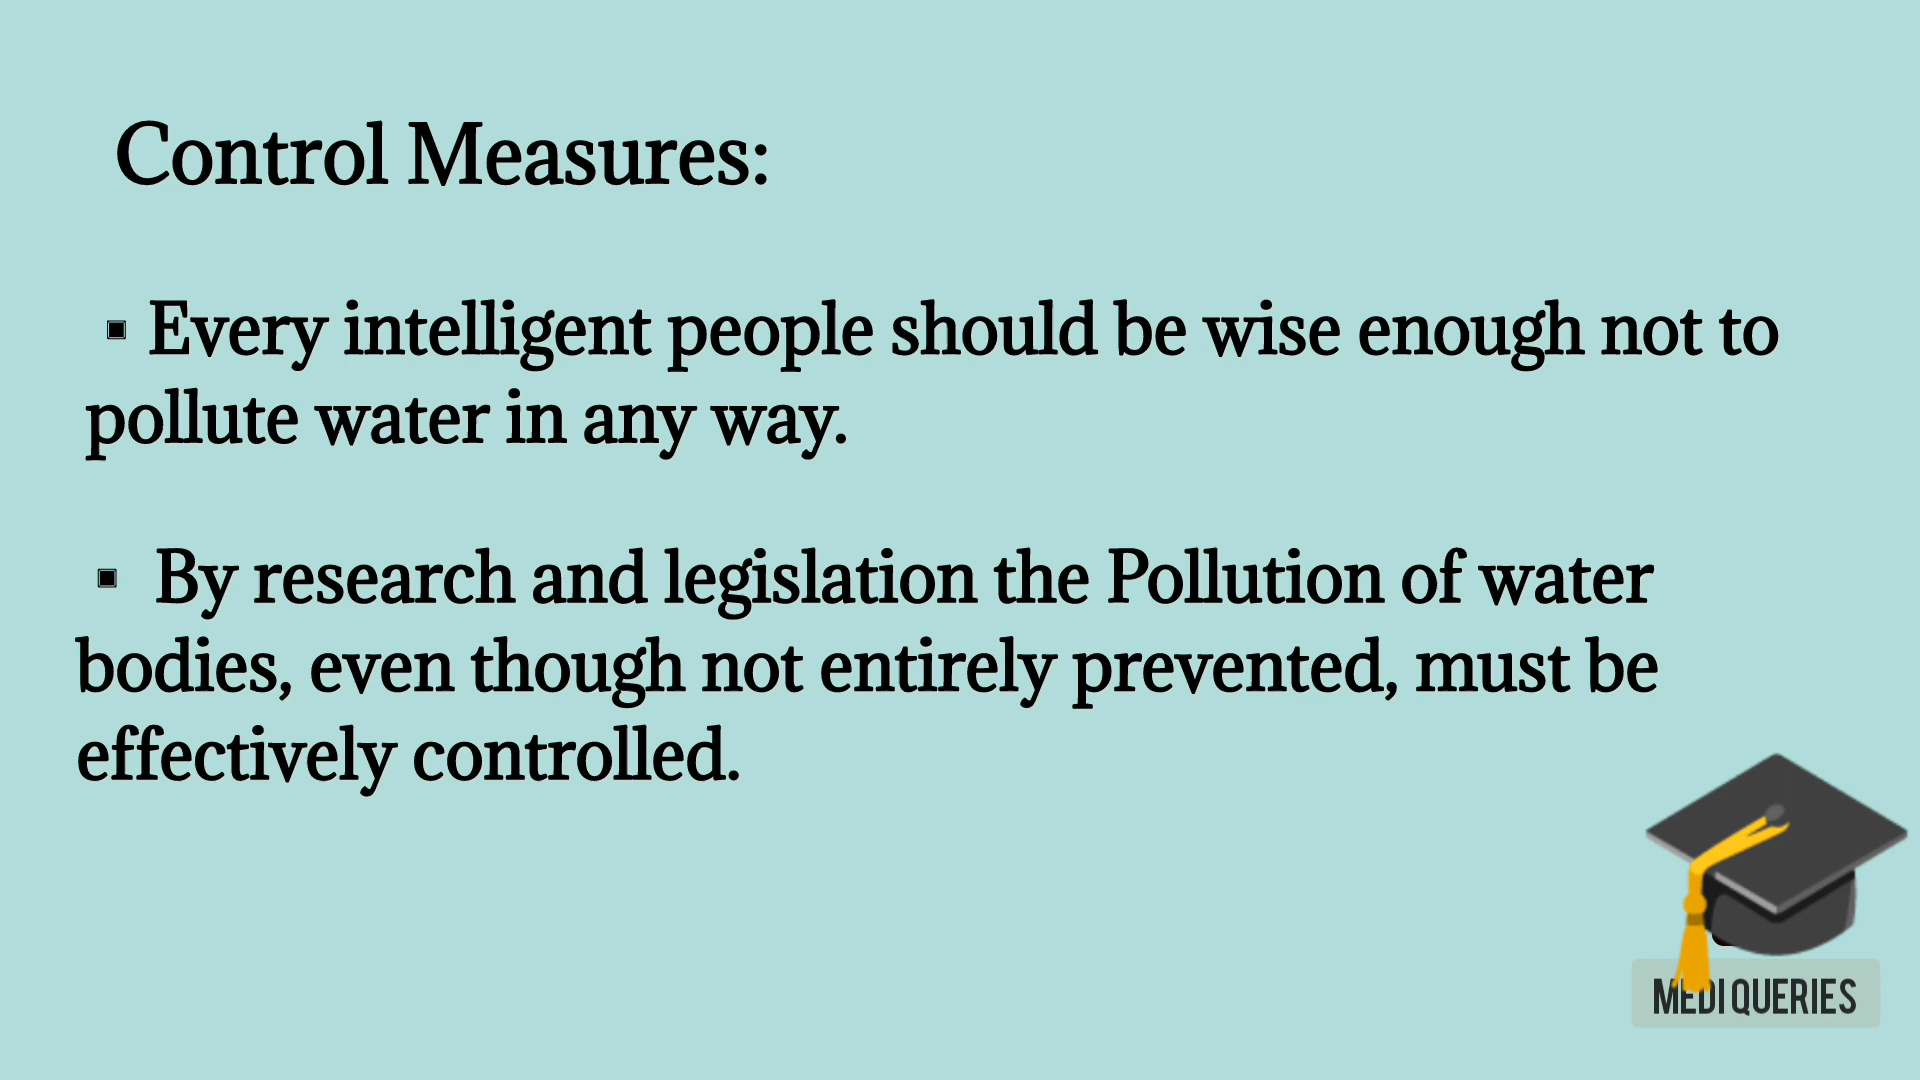 Control Measures:
▣ Every intelligent people should be wise enough not to
pollute water in any way.
▣ By research and legislation the Pollution of water
bodies, even though not entirely prevented, must be
effectively controlled.
MEDI QUERIES